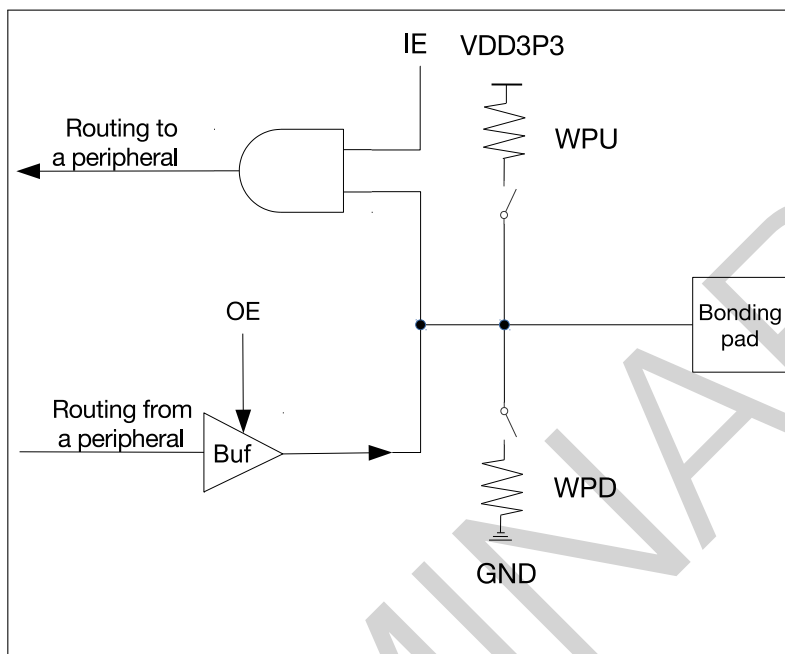 IE
VDD3P3
Routing to
a peripheral
WPU
OE
Bonding
pad
Routing from
a peripheral
Buf
WPD
GND